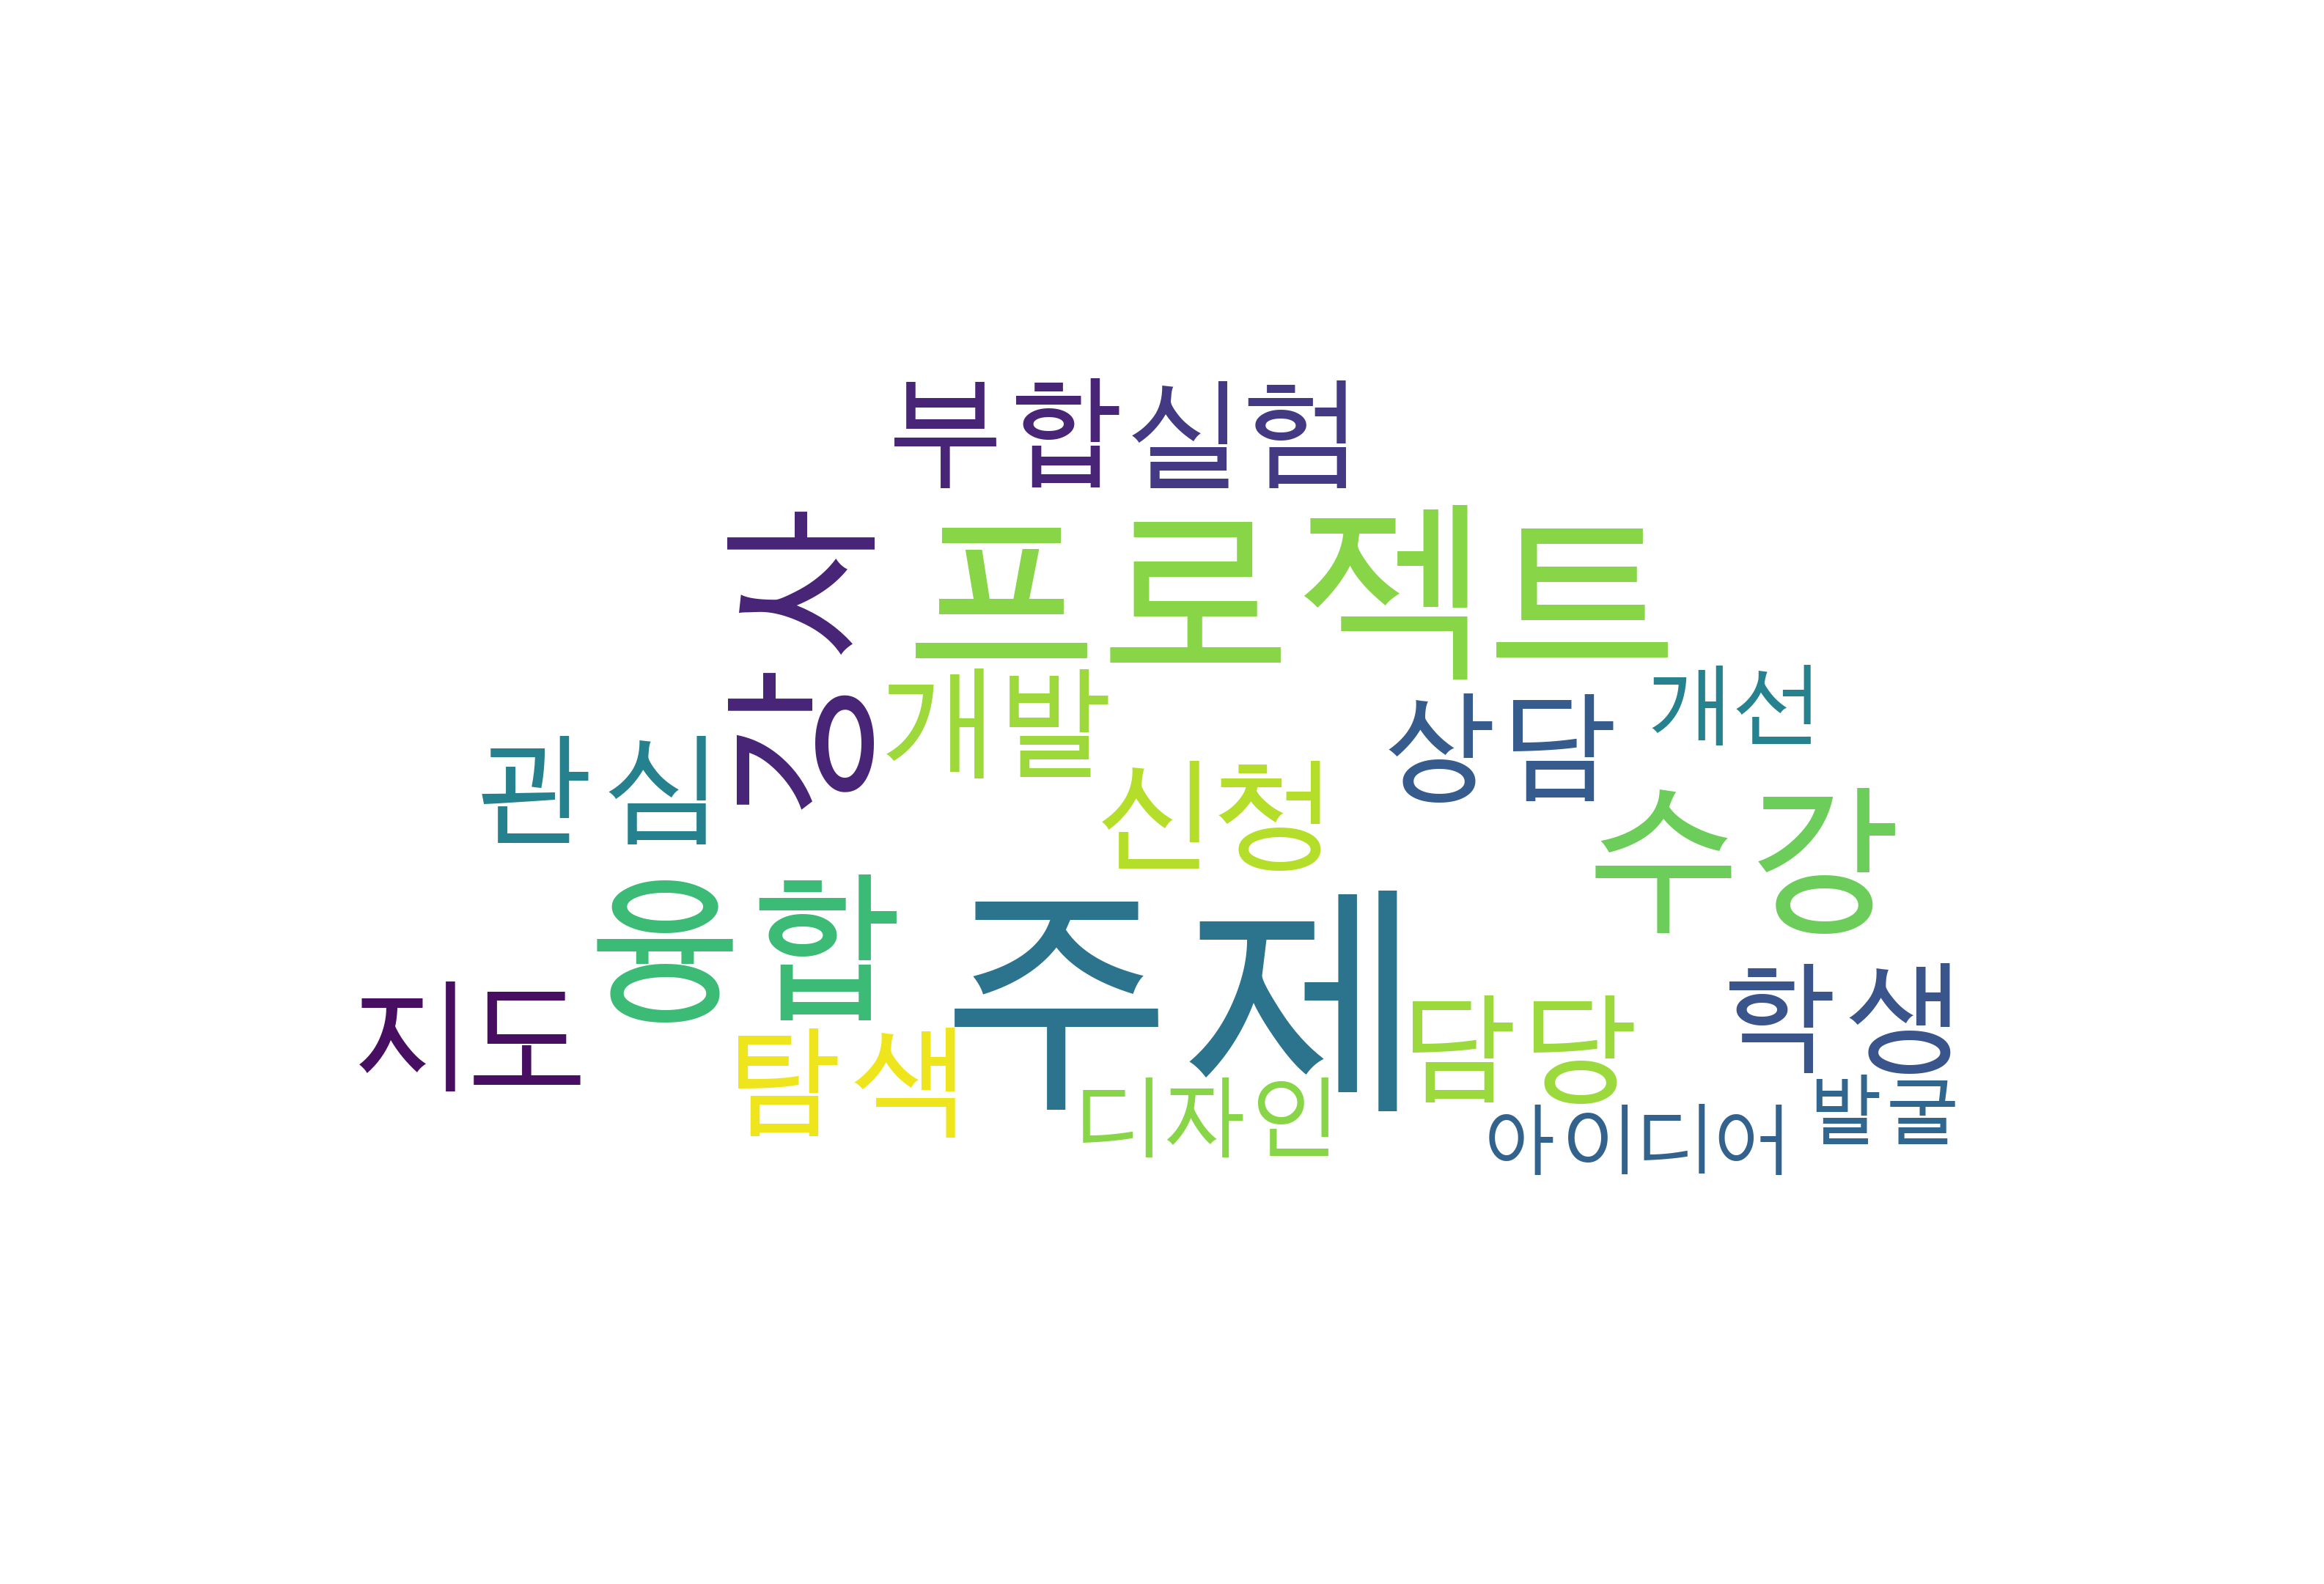 부합 실험
프로젝트
강사
개발
개선
상담
관심
신청
수강
융합
주제
학생
지도
담당
탐색
디자인
발굴
아이디어